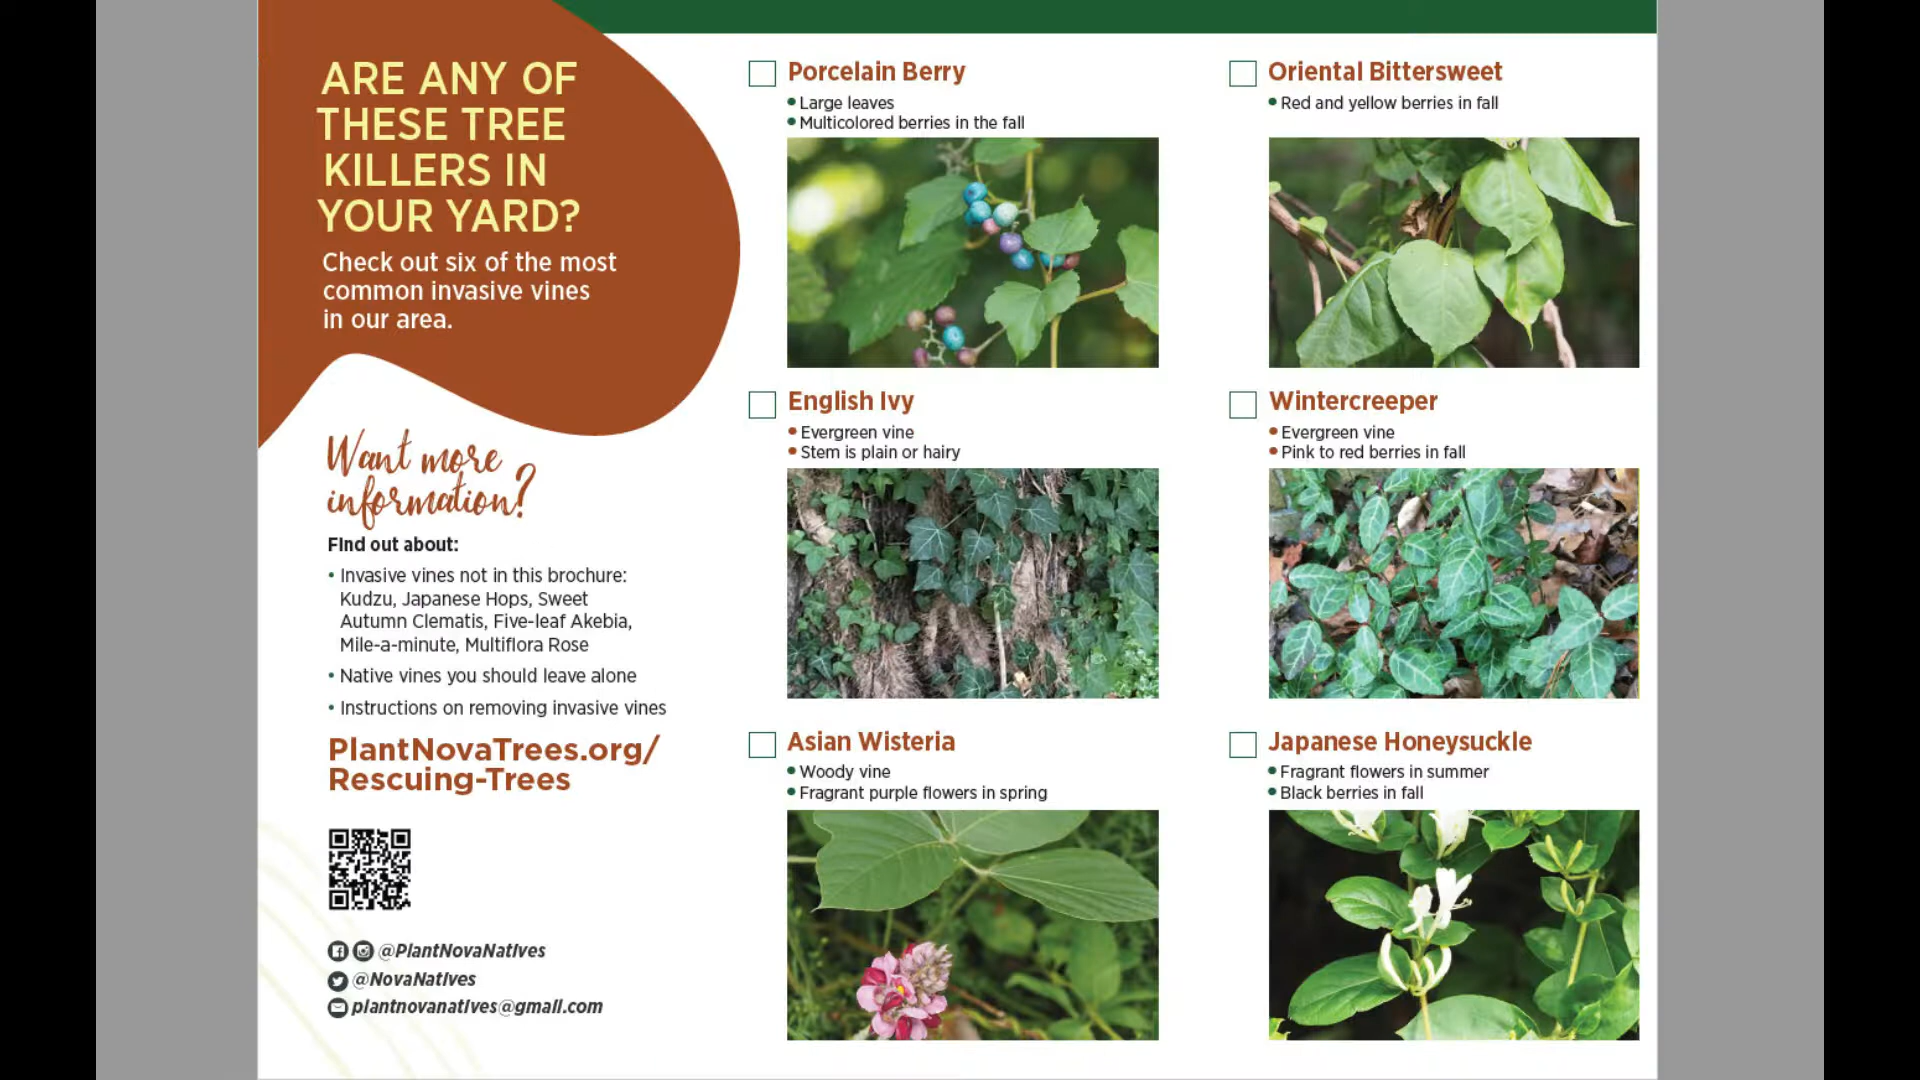 ARE ANY OF
THESE TREE
KILLERS IN
YOUR YARD?
Check out six of the most
common invasive vines
in our area.
Want more
information?
Find out about:
• Invasive vines not in this brochure:
Kudzu, Japanese Hops, Sweet
Autumn Clematis, Five-leaf Akebia,
Mile-a-minute, Multiflora Rose
• Native vines you should leave alone
• Instructions on removing invasive vines
PlantNovaTrees.org/
Rescuing-Trees
@PlantNovaNatives
@NovaNatives
plantnovanatives@gmail.com
Porcelain Berry
• Large leaves
• Multicolored berries in the fall
Oriental Bittersweet
• Red and yellow berries in fall
English Ivy
• Evergreen vine
• Stem is plain or hairy
Wintercreeper
• Evergreen vine
• Pink to red berries in fall
Asian Wisteria
• Woody vine
• Fragrant purple flowers in spring
Japanese Honeysuckle
• Fragrant flowers in summer
• Black berries in fall